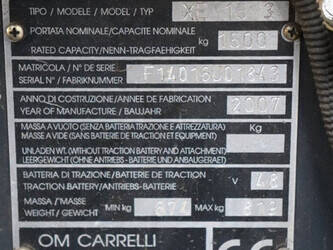 TIPO / MODELE / MODEL / TYP
PORTATA NOMINALE/CAPACITE NOMINALE
RATED CAPACITY/NENN-TRAGFAEHIGKEIT kg 1500
MATRICOLA / N° DE SERIE
SERIAL N° / FABRIKNUMMER
ANNO DI COSTRUZIONE/ANNEE DE FABRICATION
YEAR OF MANUFACTURE / BAUJAHR 2007
MASSA A VUOTO (SENZA BATTERIA TRAZIONE E ATTREZZATURA) Kg
MASSE A VIDE (SANS BATTERIE DE TRACTION ET EQUIPEMENT)
UNLADEN WT. (WITHOUT TRACTION BATTERY AND ATTACHMENT)
LEERGEWICHT (OHNE ANTRIEBS - BATTERIE UND ANBAUGERAET)
BATTERIA DI TRAZIONE / BATTERIE DE TRACTION
TRACTION BATTERY/ANTRIEBS-BATTERIE V 48
MASSA / MASSE
WEIGHT / GEWICHT MIN kg MAX kg
OM CARRELLI